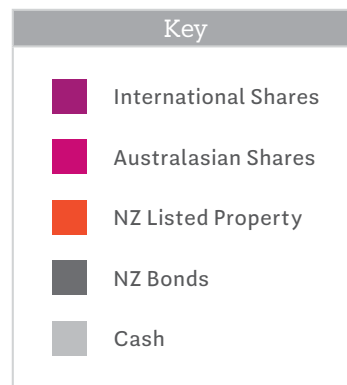 Key
International Shares
Australasian Shares
NZ Listed Property
NZ Bonds
Cash